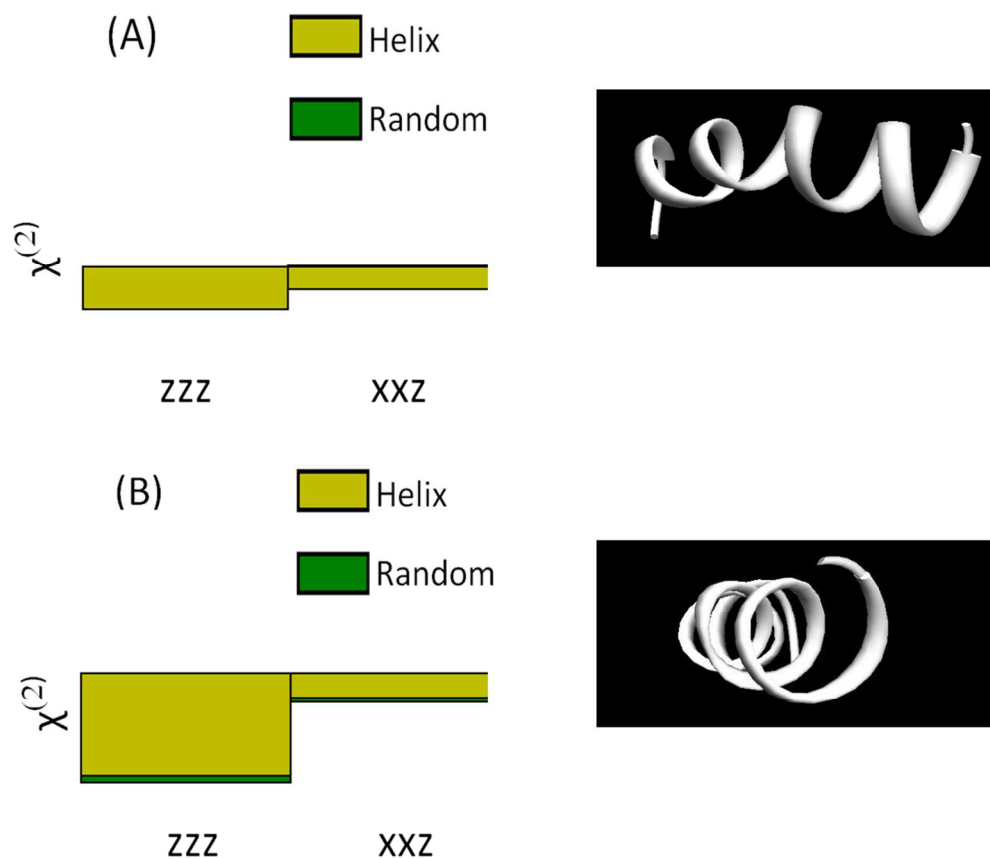 (A)
Helix
Random
χ(2)
zzz xxz
(B)
Helix
Random
χ(2)
zzz xxz